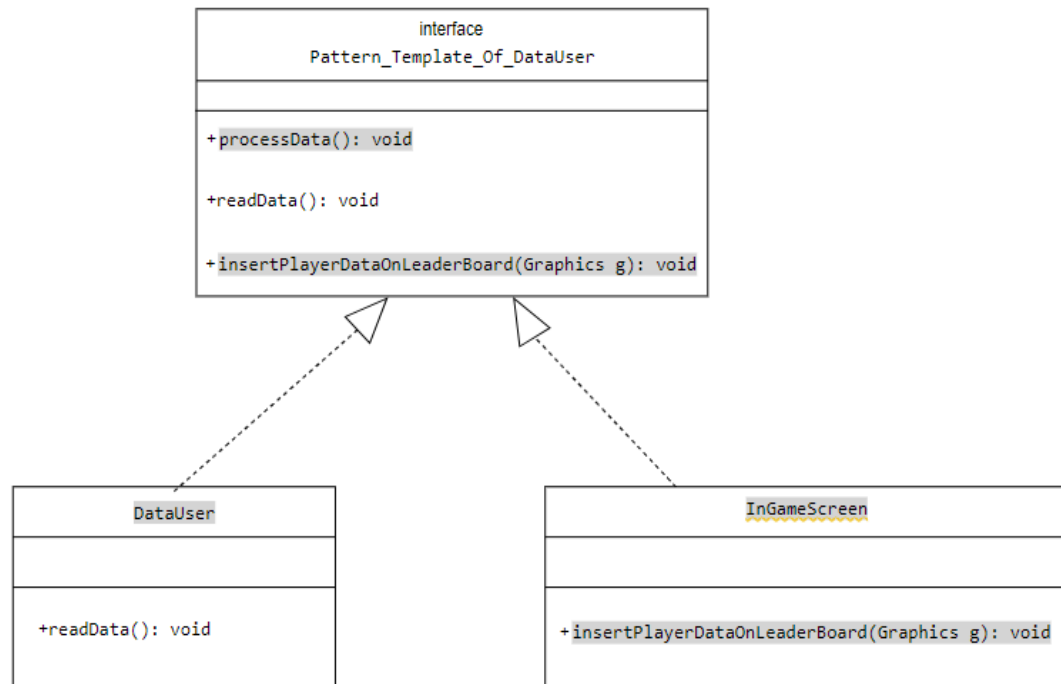 interface
Pattern_Template_Of_DataUser
+processData(): void
+readData(): void
+insertPlayerDataOnLeaderBoard(Graphics g): void
DataUser
+readData(): void
InGameScreen
+insertPlayerDataOnLeaderBoard(Graphics g): void